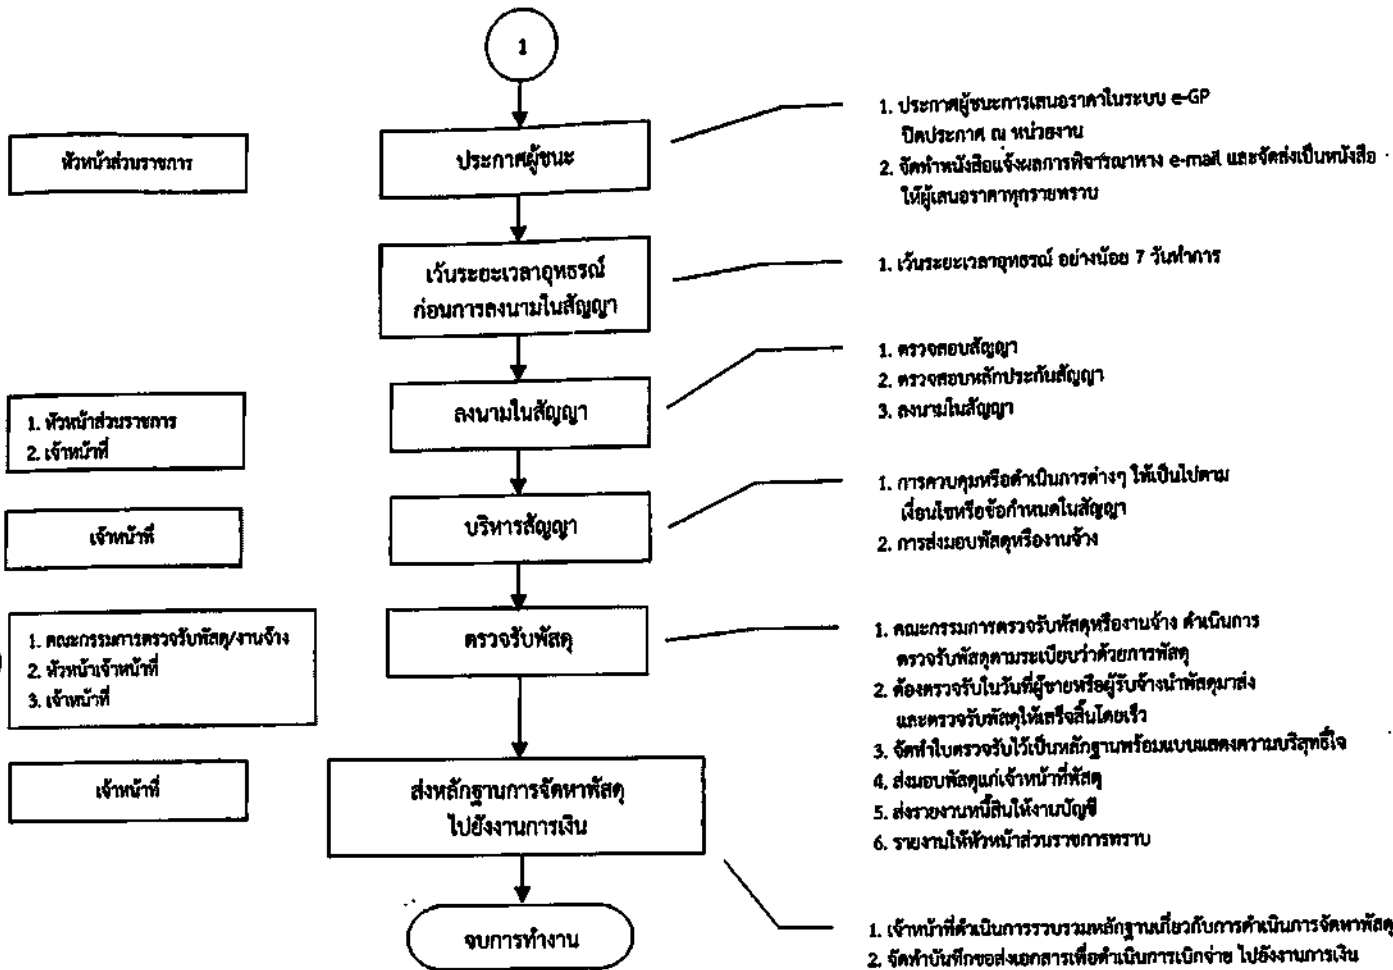 1
หัวหน้าส่วนราชการ
ประกาศผู้ชนะ
1. ประกาศผู้ชนะการเสนอราคาในระบบ e-GP
ปิดประกาศ ณ หน่วยงาน
2. จัดทำหนังสือแจ้งผลการพิจารณาทาง e-mail และจัดส่งเป็นหนังสือ
ให้ผู้เสนอราคาทุกรายทราบ
เว้นระยะเวลาอุทธรณ์
ก่อนการลงนามในสัญญา
1. เว้นระยะเวลาอุทธรณ์ อย่างน้อย 7 วันทำการ
1. หัวหน้าส่วนราชการ
2. เจ้าหน้าที่
ลงนามในสัญญา
1. ตรวจสอบสัญญา
2. ตรวจสอบหลักประกันสัญญา
3. ลงนามในสัญญา
เจ้าหน้าที่
บริหารสัญญา
1. การควบคุมหรือดำเนินการต่างๆ ให้เป็นไปตาม
เงื่อนไขหรือข้อกำหนดในสัญญา
2. การส่งมอบพัสดุหรืองานจ้าง
1. คณะกรรมการตรวจรับพัสดุ/งานจ้าง
2. หัวหน้าเจ้าหน้าที่
3. เจ้าหน้าที่
ตรวจรับพัสดุ
1. คณะกรรมการตรวจรับพัสดุหรืองานจ้าง ดำเนินการ
ตรวจรับพัสดุตามระเบียบว่าด้วยการพัสดุ
2. ต้องตรวจรับในวันที่ผู้ขายหรือผู้รับจ้างนำพัสดุมาส่ง
และตรวจรับพัสดุให้เสร็จสิ้นโดยเร็ว
3. จัดทำใบตรวจรับไว้เป็นหลักฐานพร้อมแบบแสดงความบริสุทธิ์ใจ
4. ส่งมอบพัสดุแก่เจ้าหน้าที่พัสดุ
5. ส่งรายงานหนี้สินให้งานบัญชี
6. รายงานให้หัวหน้าส่วนราชการทราบ
เจ้าหน้าที่
ส่งหลักฐานการจัดหาพัสดุ
ไปยังงานการเงิน
จบการทำงาน
1. เจ้าหน้าที่ดำเนินการรวบรวมหลักฐานเกี่ยวกับการดำเนินการจัดหาพัสดุ
2. จัดทำบันทึกขอส่งเอกสารเพื่อดำเนินการเบิกจ่าย ไปยังงานการเงิน